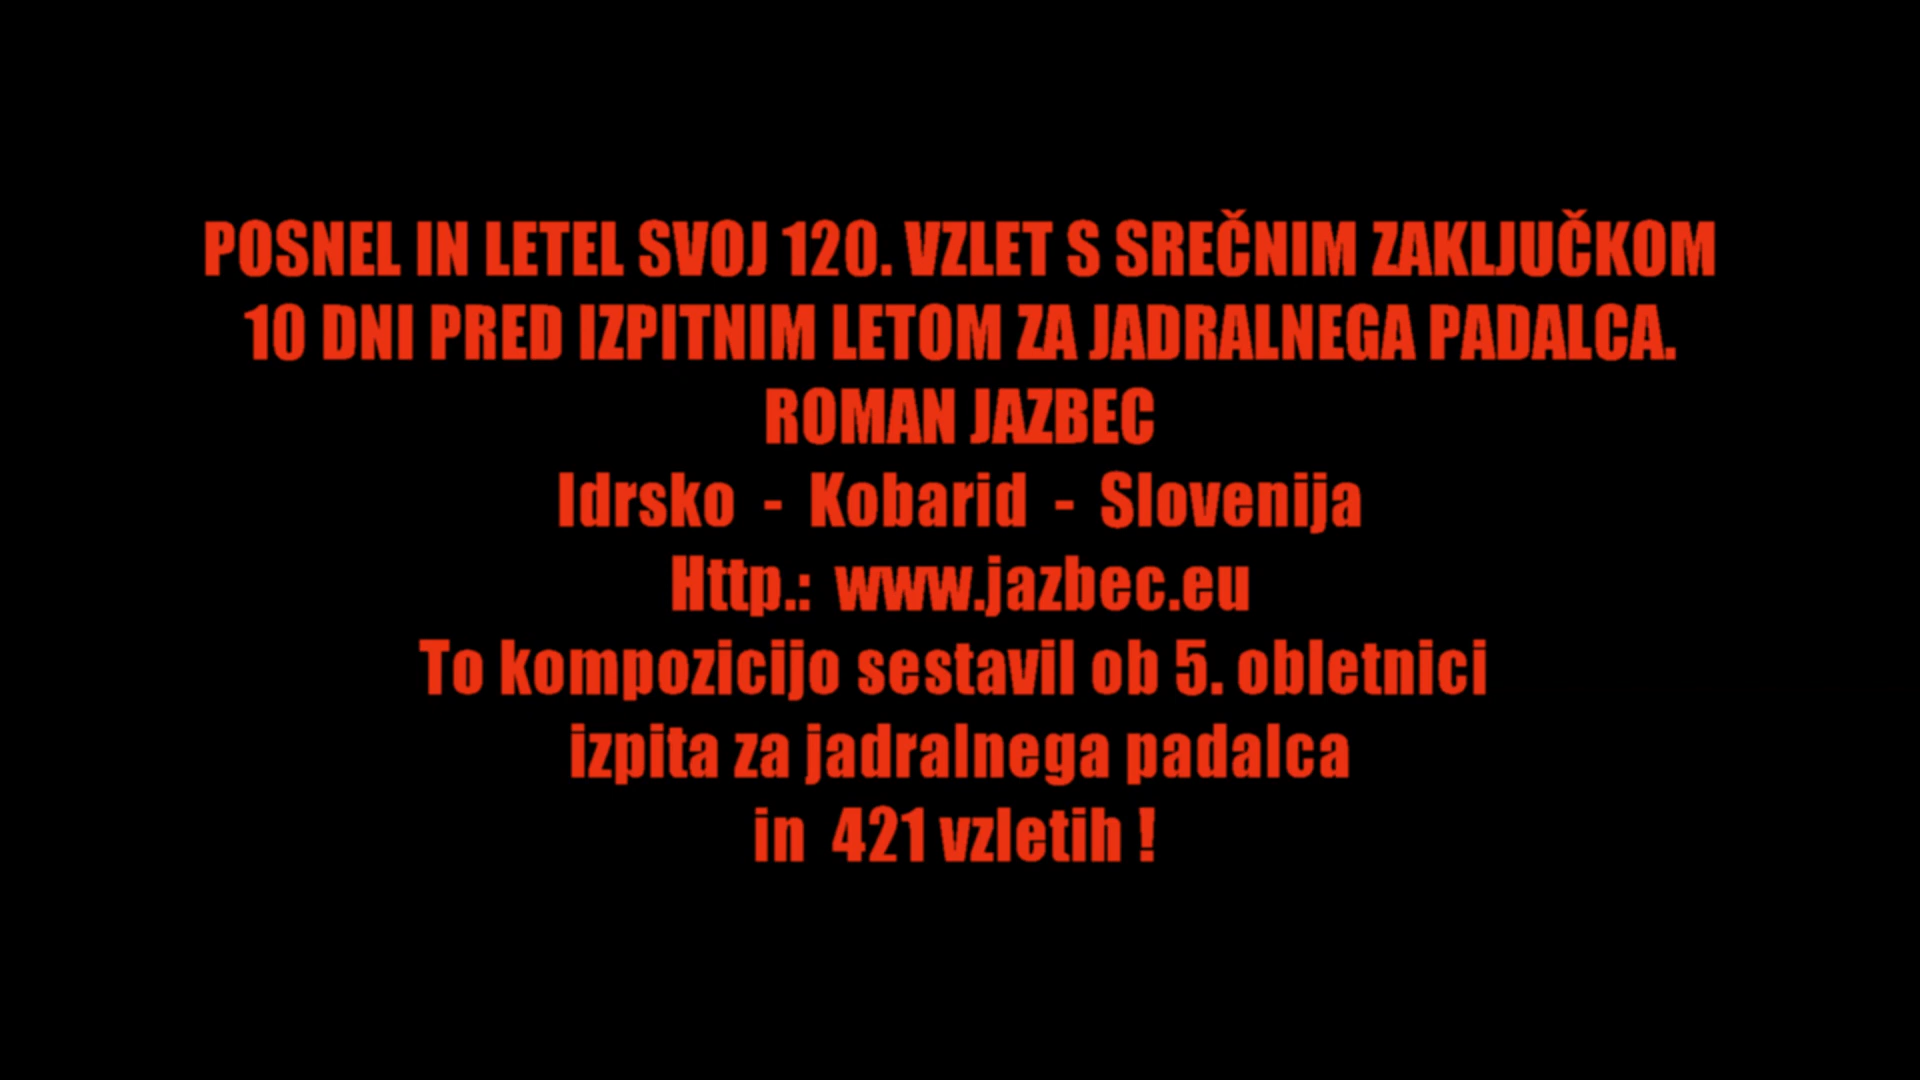 POSNEL IN LETEL SVOJ 120. VZLET S SREČNIM ZAKLJUČKOM
10 DNI PRED IZPITNIM LETOM ZA JADRALNEGA PADALCA.
ROMAN JAZBEC
Idrsko - Kobarid - Slovenija
Http.: www.jazbec.eu
To kompozicijo sestavil ob 5. obletnici
izpita za jadralnega padalca
in 421 vzletih !